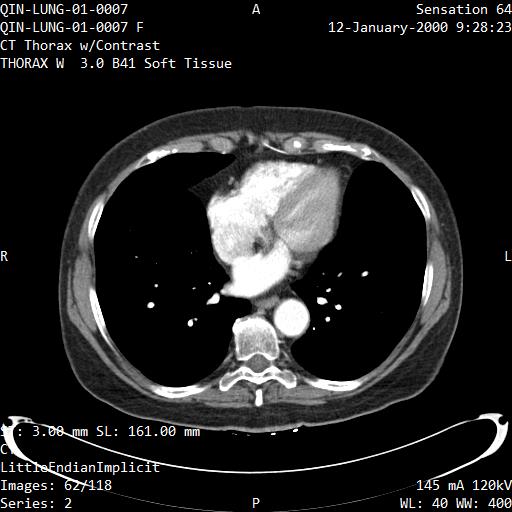 QIN-LUNG-01-0007
A
Sensation 64
QIN-LUNG-01-0007 F
12-January-2000 9:28:23
CT Thorax w/Contrast
THORAX W 3.0 B41 Soft Tissue
R
L
: 3.00 mm SL: 161.00 mm
C
LittleEndianImplicit
Images: 62/118
145 mA 120kV
Series: 2
P
WL: 40 WW: 400